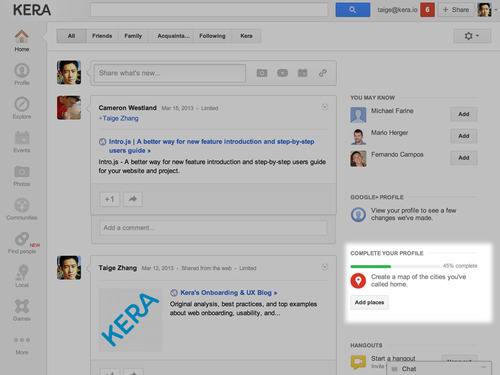 KERA
taige@kera.io
6
+ Share
Home
Profile
Explore
Events
Photos
Communities
NEW
Find people
Local
Games
More
All
Friends
Family
Acquainta...
Following
Kera
Share what's new...
Cameron Westland Mar 15, 2013 - Limited
+Taige Zhang
Intro.js | A better way for new feature introduction and step-by-step
users guide »
Intro.js - A better way for new feature introduction and step-by-step users guide
for your website and project.
+1
Add a comment...
Taige Zhang Mar 12, 2013 - Shared from the web - Limited
KERA
Kera's Onboarding & UX Blog »
Original analysis, best practices, and top examples
about web onboarding, usability, and...
+1
YOU MAY KNOW
Michael Farine
Add
Mario Herger
Add
Fernando Campos
Add
GOOGLE+ PROFILE
View your profile to see a few
changes we've made.
COMPLETE YOUR PROFILE
45% complete
Create a map of the cities you've
called home.
Add places
HANGOUTS
Start a hangout
Invite
Chat